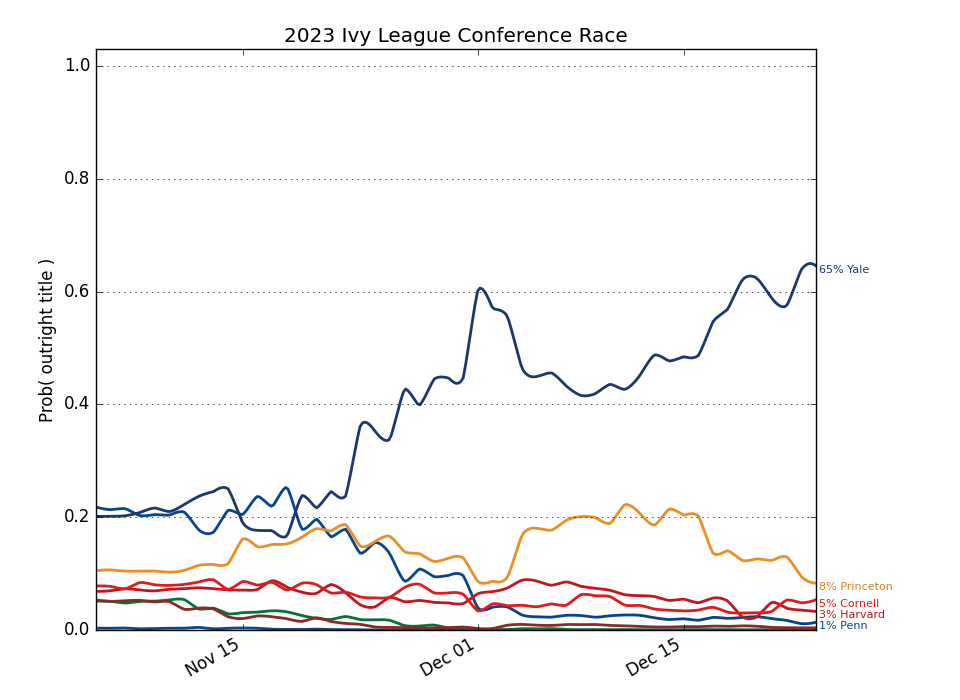 2023 Ivy League Conference Race
Prob( outright title )
1.0
0.8
0.6
0.4
0.2
0.0
Nov 15
Dec 01
Dec 15
65% Yale
8% Princeton
5% Cornell
3% Harvard
1% Penn